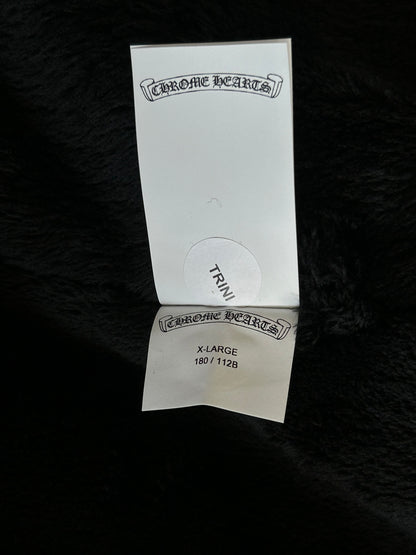 CHROME HEARTS
TRINI
CHROME HEARTS
X-LARGE
180 / 112B